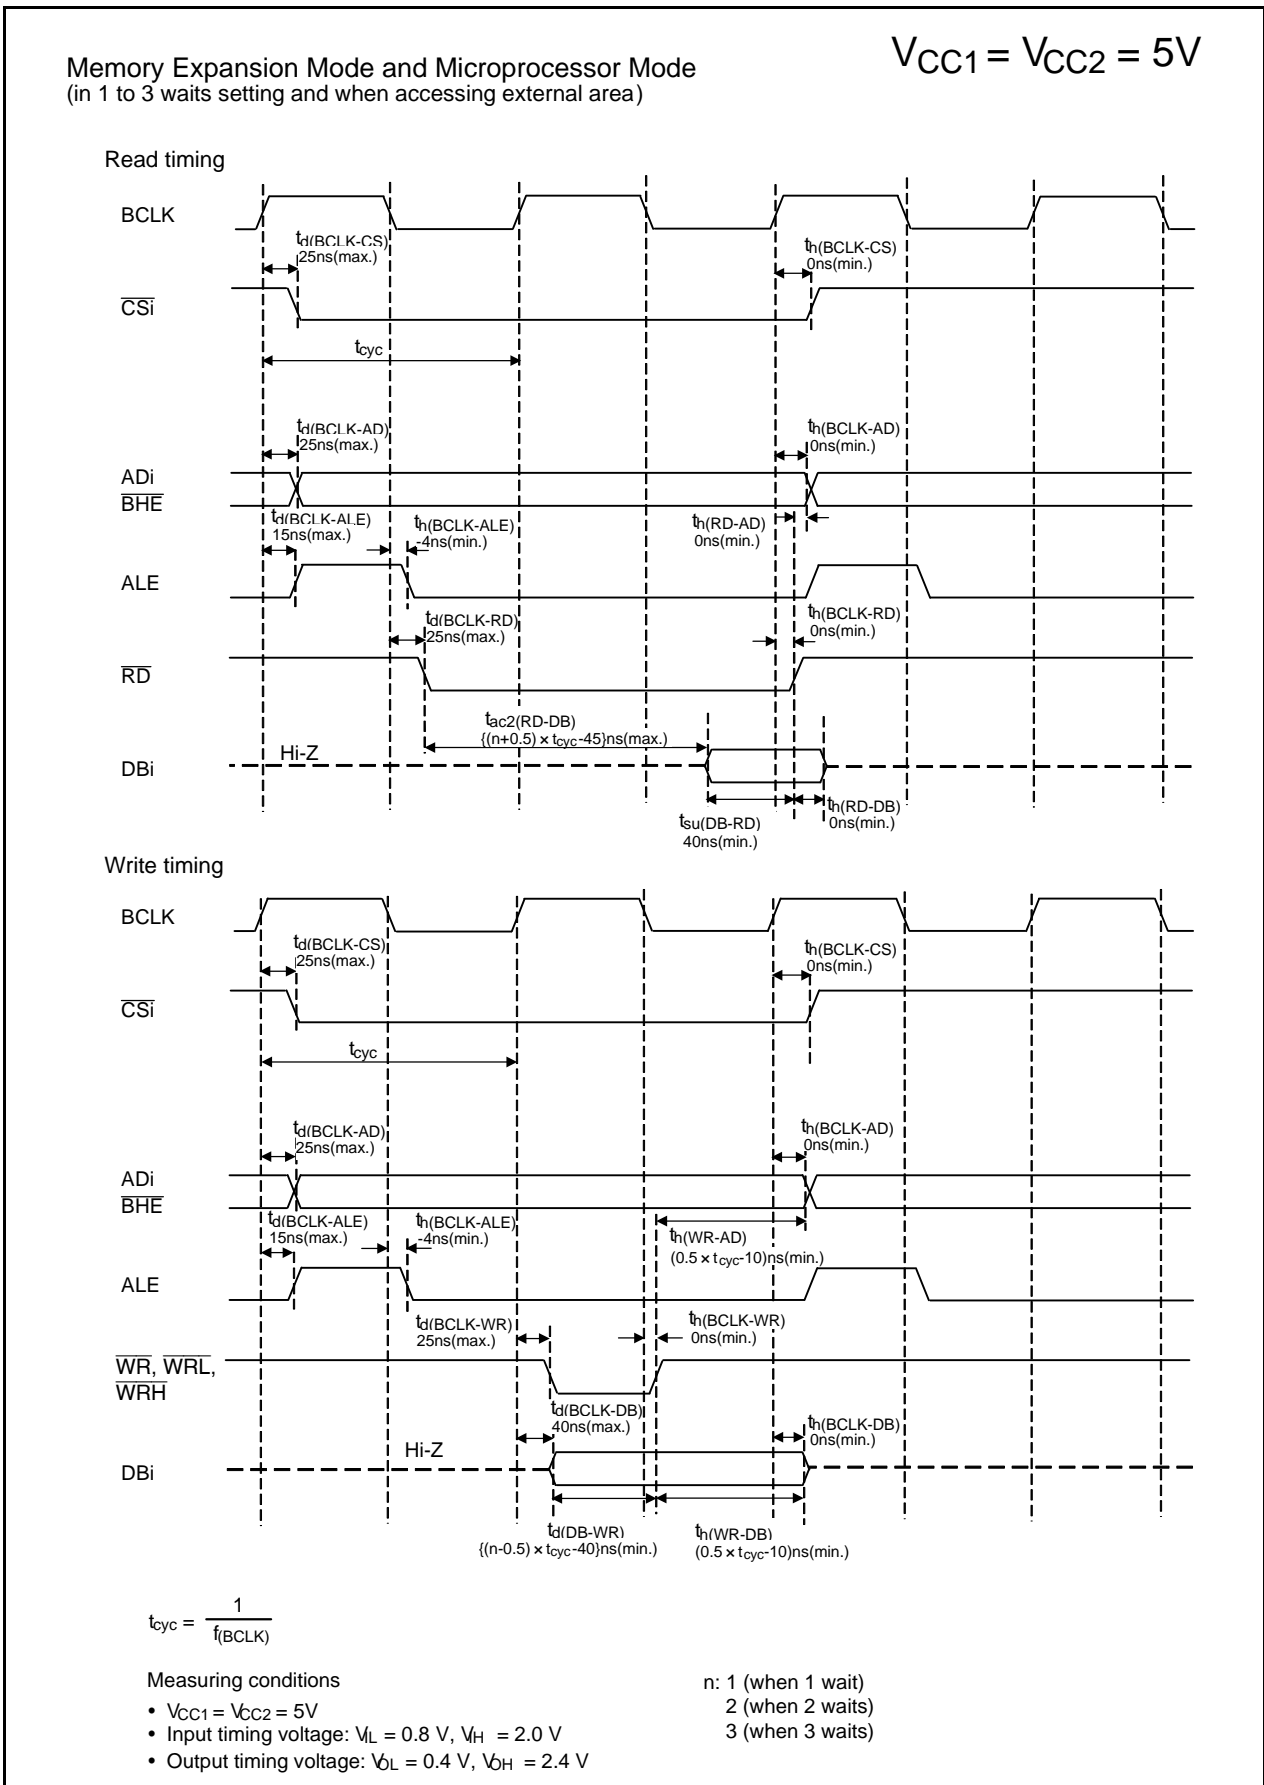 VCC1 = VCC2 = 5V
Memory Expansion Mode and Microprocessor Mode
(in 1 to 3 waits setting and when accessing external area)
Read timing
BCLK
td(BCLK-CS)
25ns(max.)
th(BCLK-CS)
0ns(min.)
CSi
tcyc
td(BCLK-AD)
25ns(max.)
th(BCLK-AD)
0ns(min.)
ADi
BHE
td(BCLK-ALE)
15ns(max.)
th(BCLK-ALE)
-4ns(min.)
th(RD-AD)
0ns(min.)
ALE
td(BCLK-RD)
25ns(max.)
th(BCLK-RD)
0ns(min.)
RD
tac2(RD-DB)
{(n+0.5) × tcyc-45}ns(max.)
Hi-Z
DBi
tsu(DB-RD)
40ns(min.)
th(RD-DB)
0ns(min.)
Write timing
BCLK
td(BCLK-CS)
25ns(max.)
th(BCLK-CS)
0ns(min.)
CSi
tcyc
td(BCLK-AD)
25ns(max.)
th(BCLK-AD)
0ns(min.)
ADi
BHE
td(BCLK-ALE)
15ns(max.)
th(BCLK-ALE)
-4ns(min.)
th(WR-AD)
(0.5 × tcyc-10)ns(min.)
ALE
td(BCLK-WR)
25ns(max.)
th(BCLK-WR)
0ns(min.)
WR, WRL,
WRH
td(BCLK-DB)
40ns(max.)
th(BCLK-DB)
0ns(min.)
Hi-Z
DBi
td(DB-WR)
{(n-0.5) × tcyc-40}ns(min.)
th(WR-DB)
(0.5 × tcyc-10)ns(min.)
tcyc = 1
f(BCLK)
Measuring conditions
• VCC1 = VCC2 = 5V
• Input timing voltage: VIL = 0.8 V, VIH = 2.0 V
• Output timing voltage: VOL = 0.4 V, VOH = 2.4 V
n: 1 (when 1 wait)
2 (when 2 waits)
3 (when 3 waits)